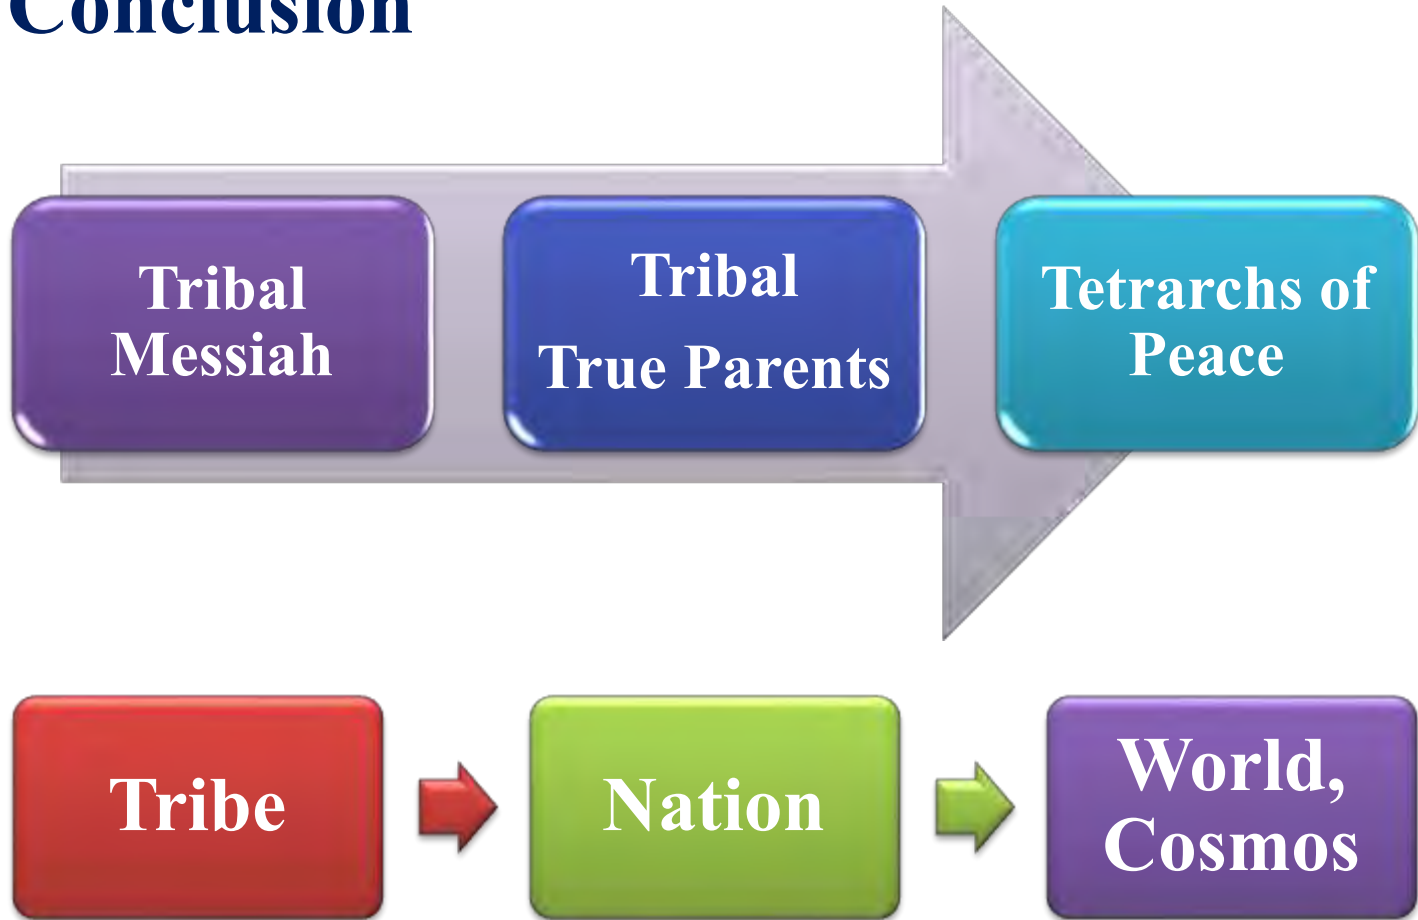 Conclusion
Tribal
Messiah
Tribal
True Parents
Tetrarchs of
Peace
Tribe
Nation
World,
Cosmos